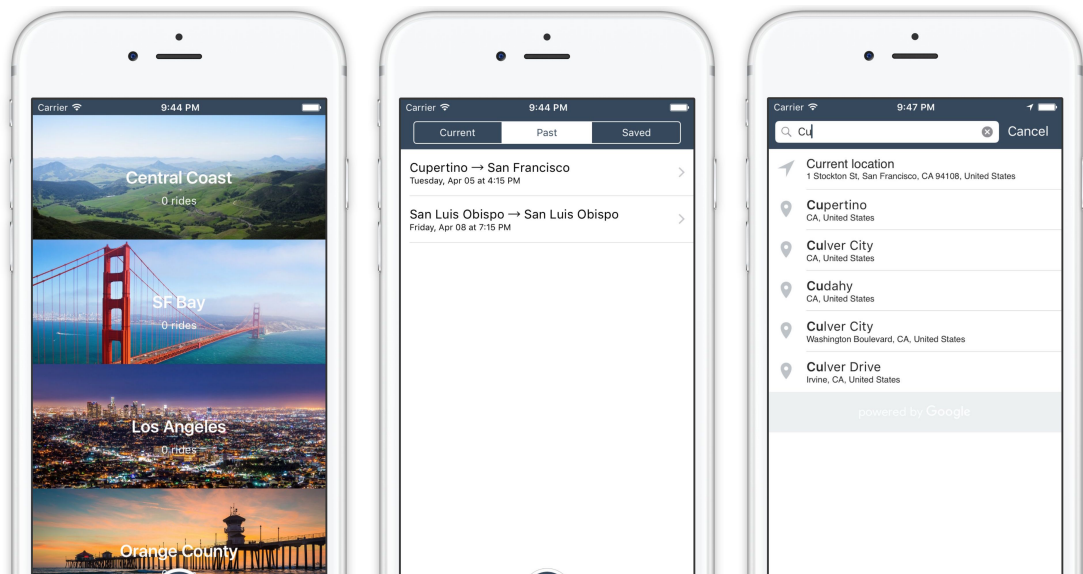 Carrier
9:44 PM
Central Coast
0 rides
SF Bay
0 rides
Los Angeles
0 rides
Orange County
Carrier
9:44 PM
Current
Past
Saved
Cupertino → San Francisco
Tuesday, Apr 05 at 4:15 PM
San Luis Obispo → San Luis Obispo
Friday, Apr 08 at 7:15 PM
Carrier
9:47 PM
Cu
Cancel
Current location
1 Stockton St, San Francisco, CA 94108, United States
Cupertino
CA, United States
Culver City
CA, United States
Cudahy
CA, United States
Culver City
Washington Boulevard, CA, United States
Culver Drive
Irvine, CA, United States
powered by Google